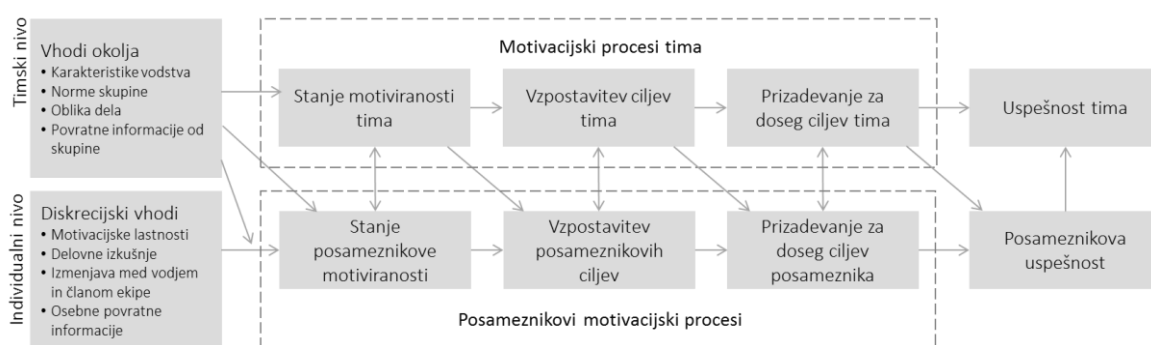 Timski nivo
Vhodi okolja
• Karakteristike vodstva
• Norme skupine
• Oblika dela
• Povratne informacije od
skupine
Motivacijski procesi tima
Stanje motiviranosti
tima
Vzpostavitev ciljev
tima
Prizadevanje za
doseg ciljev tima
Uspešnost tima
Individualni nivo
Diskrecijski vhodi
• Motivacijske lastnosti
• Delovne izkušnje
• Izmenjava med vodjem
in članom ekipe
• Osebne povratne
informacije
Stanje
posameznikove
motiviranosti
Vzpostavitev
posameznikovih
ciljev
Prizadevanje za
doseg ciljev
posameznika
Posameznikova
uspešnost
Posameznikovi motivacijski procesi